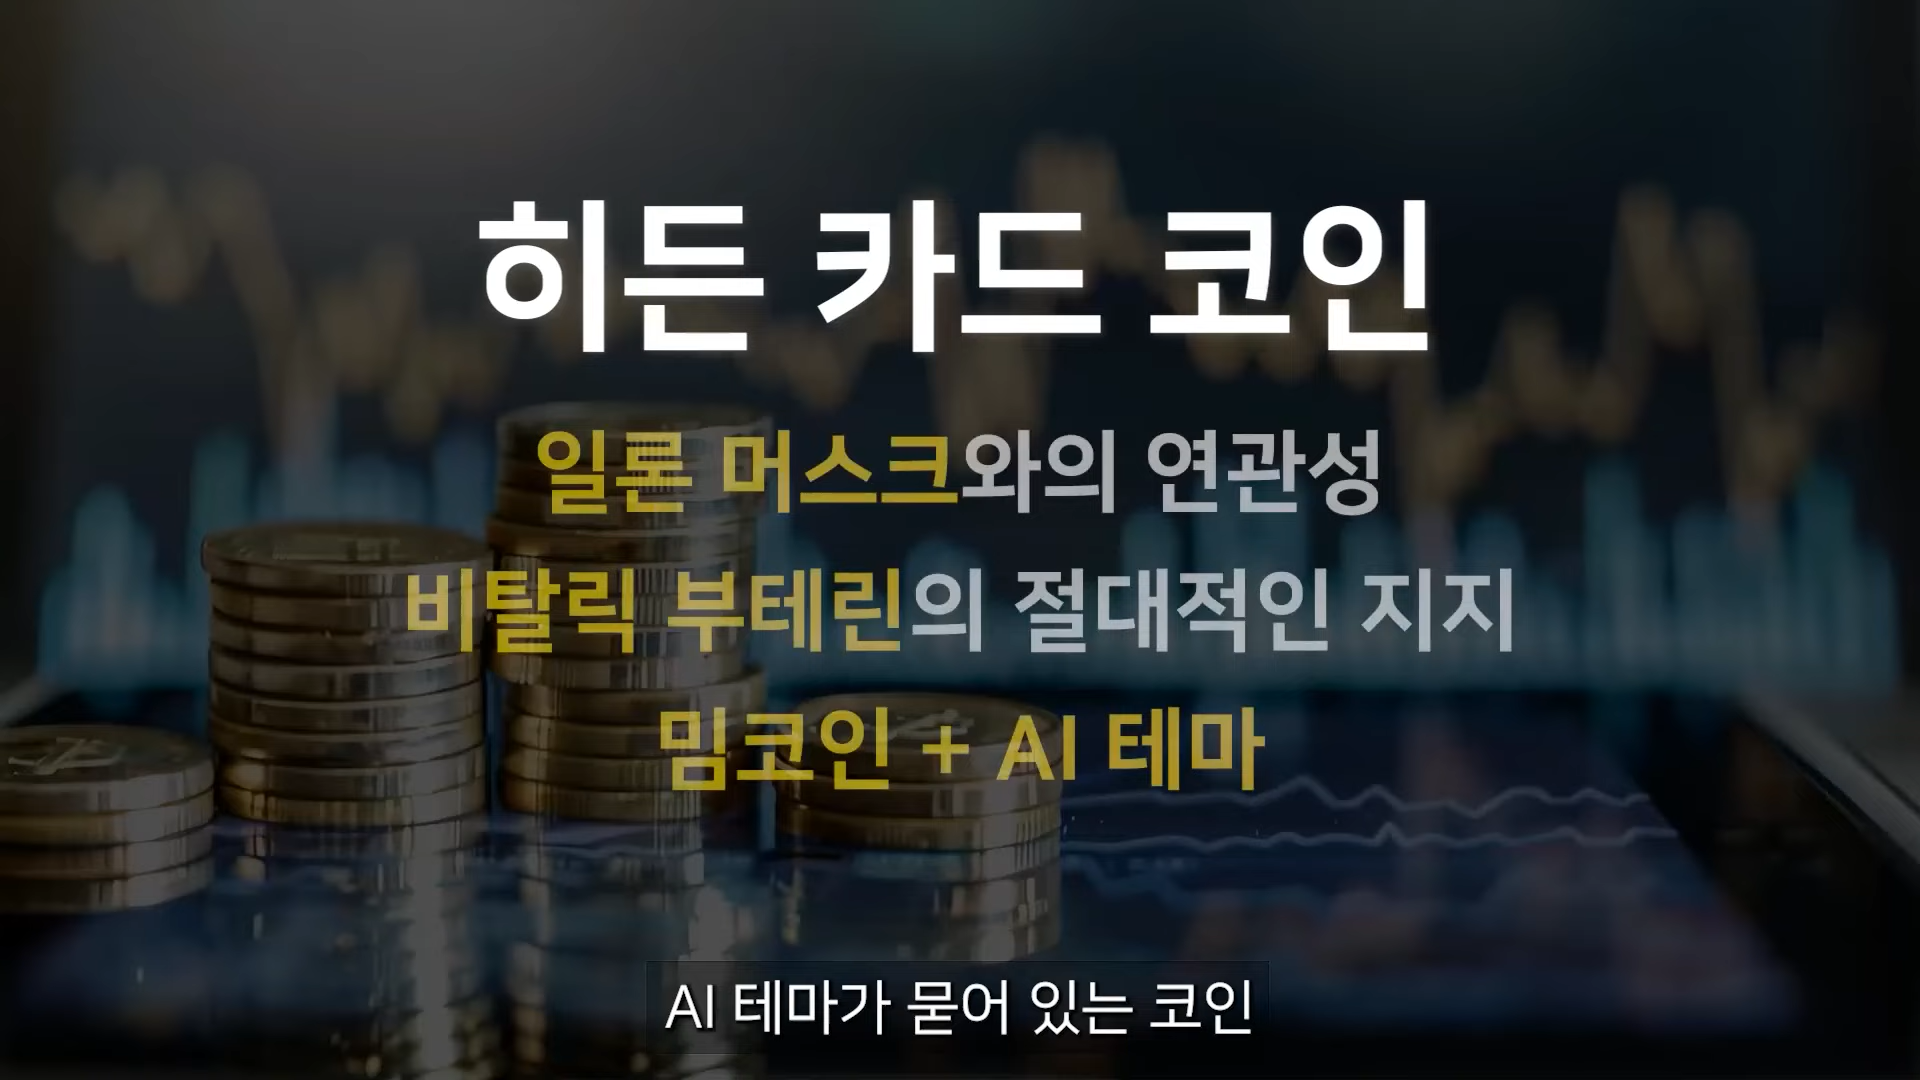 히든 카드 코인
일론 머스크와의 연관성
비탈릭 부테린의 절대적인 지지
밈코인 + AI 테마
AI 테마가 묻어 있는 코인